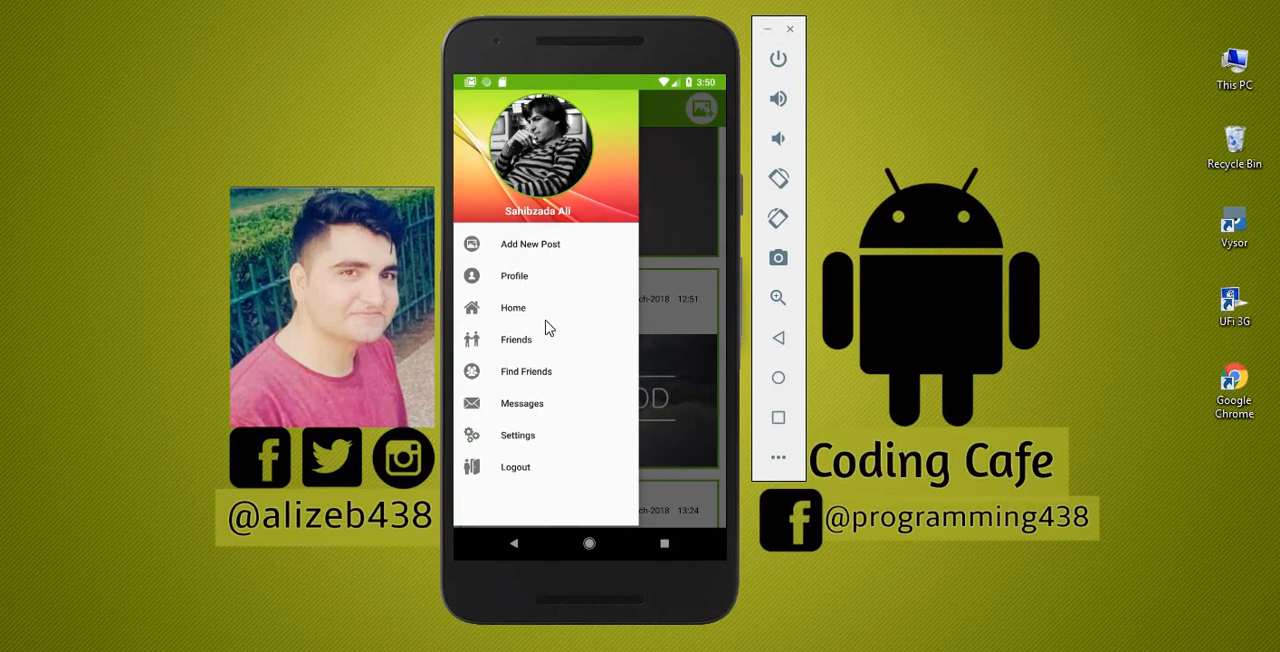 3:50
Sahibzada Ali
Add New Post
Profile
Home
Friends
Find Friends
Messages
Settings
Logout
ch-2018 12:51
OD
ch-2018 13:24
@alizeb438
Coding Cafe
@programming438
This PC
Recycle Bin
Vysor
UFi 3G
Google
Chrome